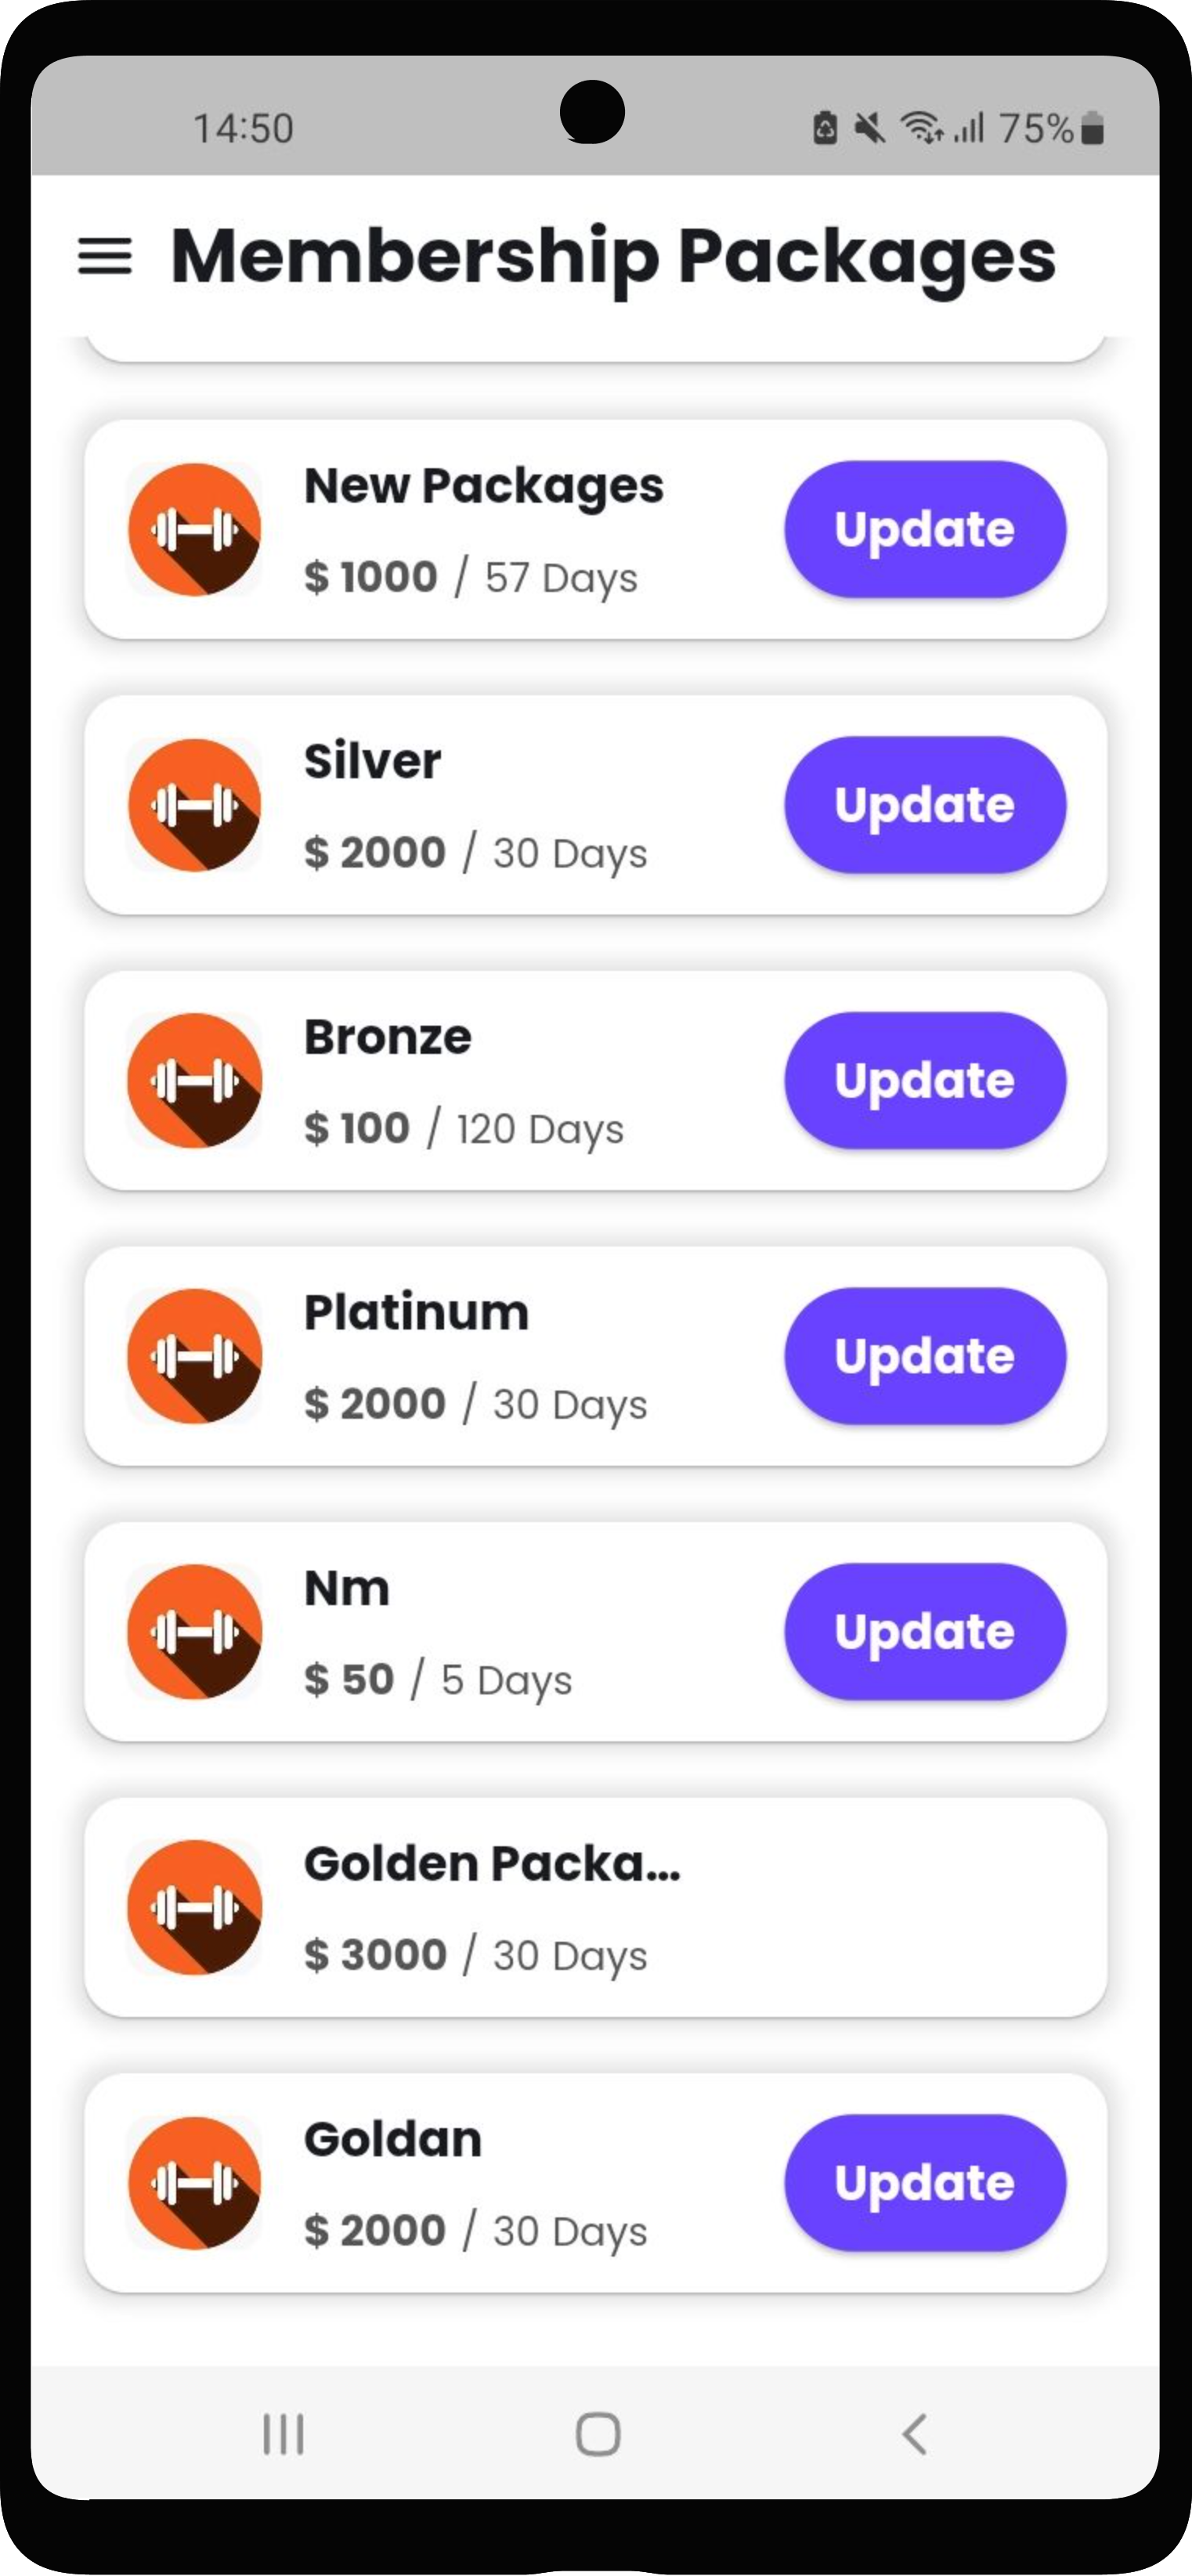 14:50
75%
Membership Packages
New Packages
$ 1000 / 57 Days
Update
Silver
$ 2000 / 30 Days
Update
Bronze
$ 100 / 120 Days
Update
Platinum
$ 2000 / 30 Days
Update
Nm
$ 50 / 5 Days
Update
Golden Packa...
$ 3000 / 30 Days
Goldan
$ 2000 / 30 Days
Update